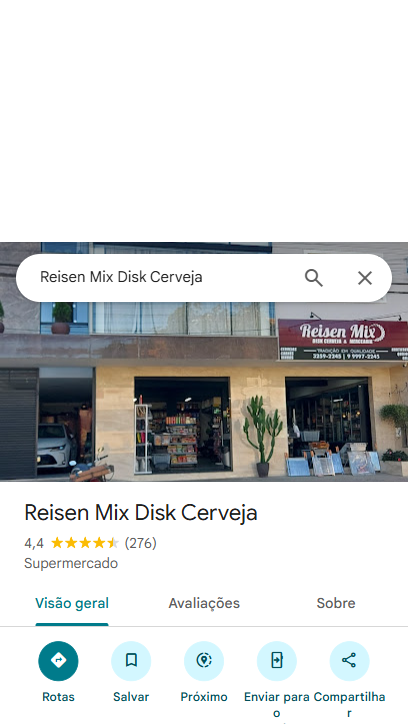 Reisen Mix Disk Cerveja
Reisen Mix
DISK CERVEJA & MERCEARIA
TRADIÇÃO EM QUALIDADE
3259-2348 | 9 9997-2345
Reisen Mix Disk Cerveja
4,4 (276)
Supermercado
Visão geral Avaliações Sobre
Rotas Salvar Próximo Enviar para o Compartilhar